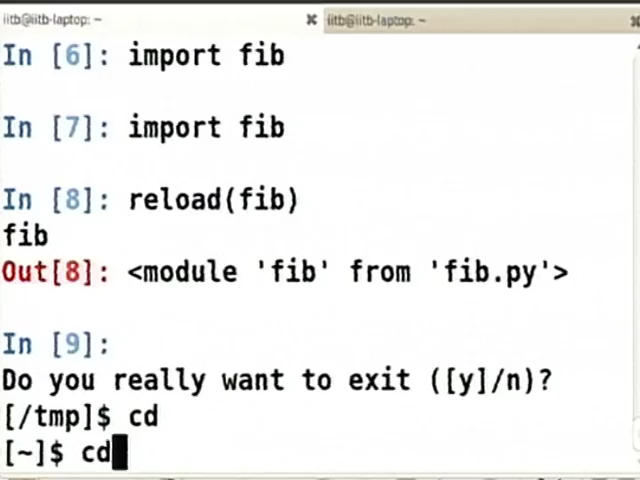 iitb@iitb-laptop: ~ ✖ iitb@iitb-laptop: ~
In [6]: import fib
In [7]: import fib
In [8]: reload(fib)
fib
Out[8]: <module 'fib' from 'fib.py'>
In [9]:
Do you really want to exit ([y]/n)?
[/tmp]$ cd
[~]$ cd